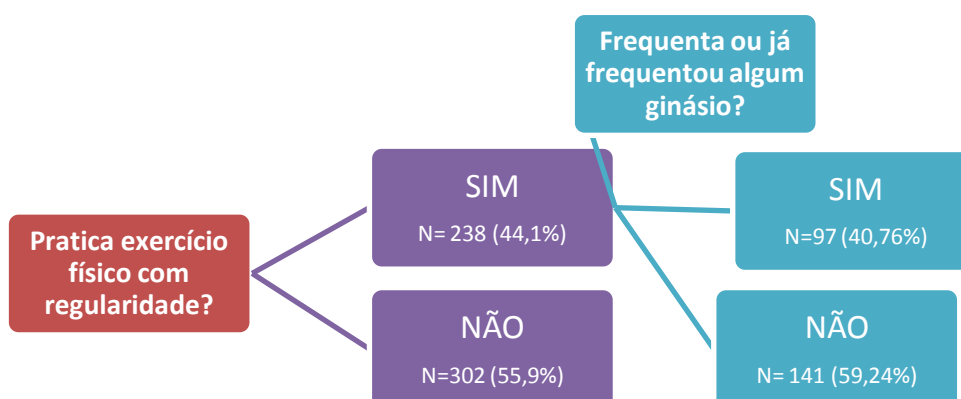 Frequenta ou já
frequentou algum
ginásio?
SIM
N= 238 (44,1%)
SIM
N=97 (40,76%)
Pratica exercício
físico com
regularidade?
NÃO
N=302 (55,9%)
NÃO
N= 141 (59,24%)